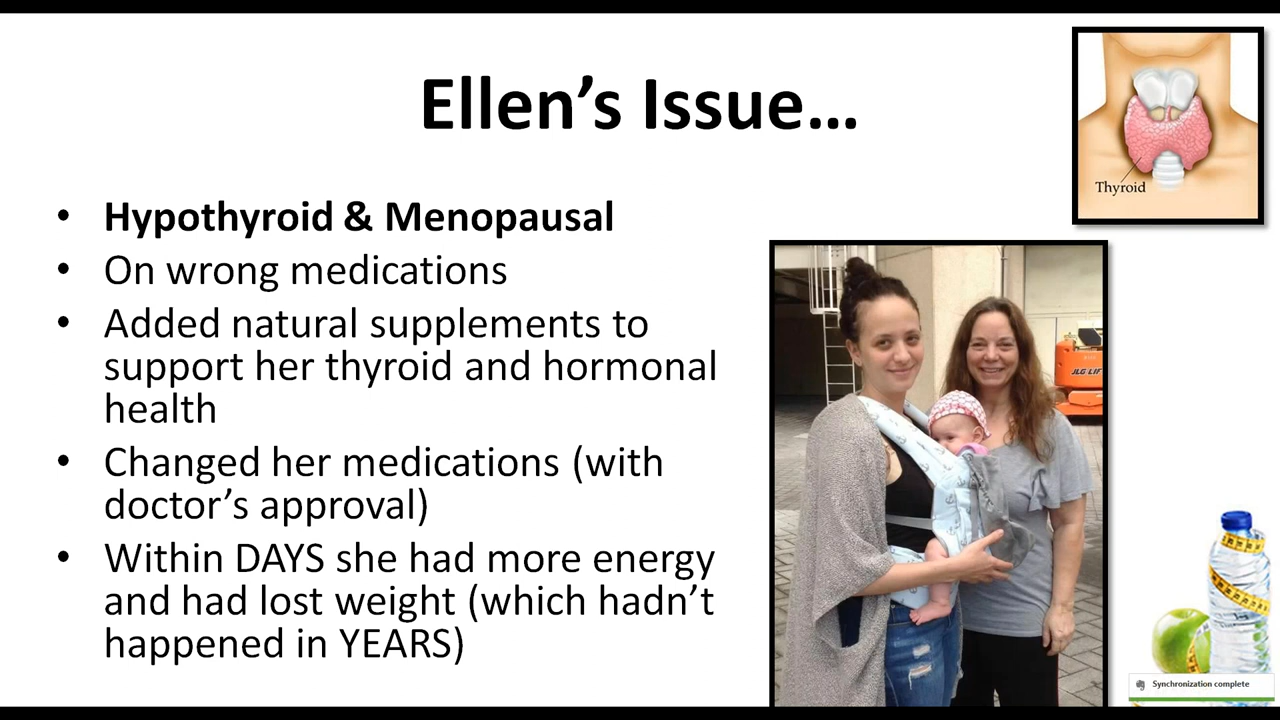 Ellen’s Issue…
Thyroid
• Hypothyroid & Menopausal
• On wrong medications
• Added natural supplements to
support her thyroid and hormonal
health
• Changed her medications (with
doctor’s approval)
• Within DAYS she had more energy
and had lost weight (which hadn’t
happened in YEARS)
JLG LIF
Synchronization complete